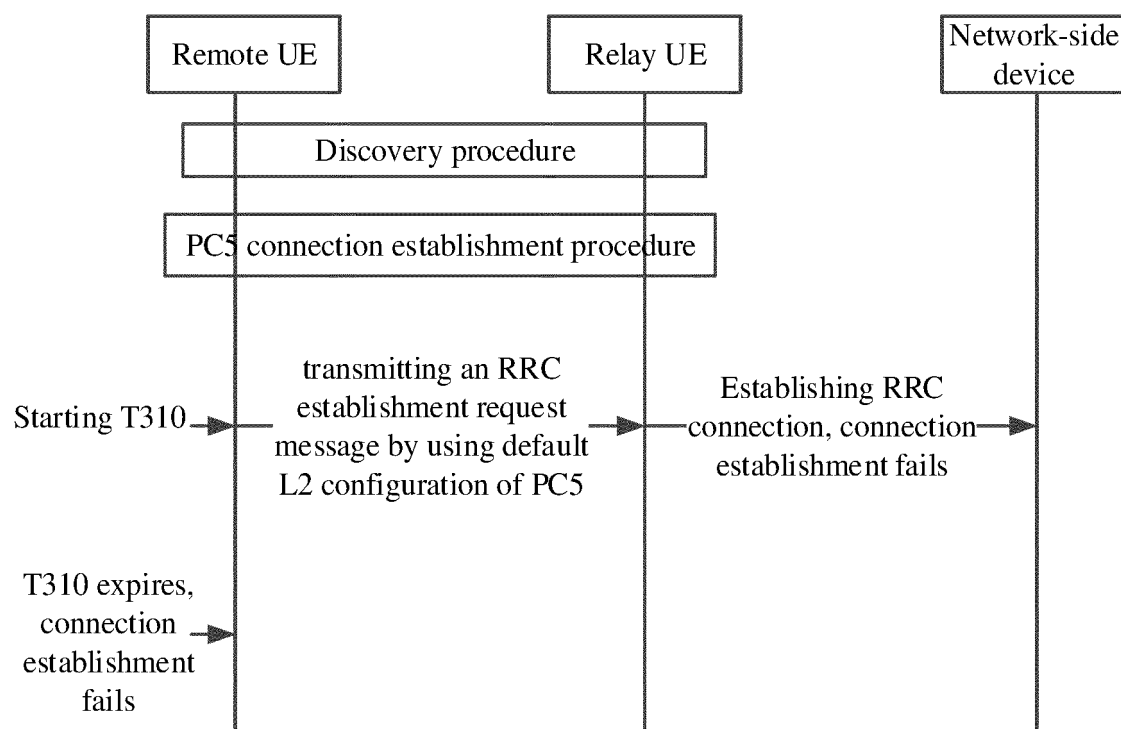 Remote UE
Relay UE
Network-side
device
Discovery procedure
PC5 connection establishment procedure
Starting T310
transmitting an RRC
establishment request
message by using default
L2 configuration of PC5
Establishing RRC
connection, connection
establishment fails
T310 expires,
connection
establishment
fails